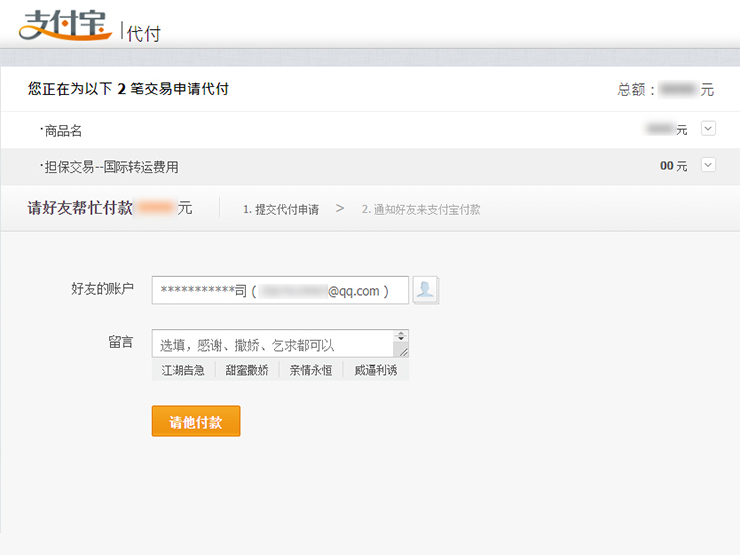 支付宝 | 代付
您正在为以下 2 笔交易申请代付 总额： 元
·商品名 元
·担保交易--国际转运费用 00 元
请好友帮忙付款 元 1. 提交代付申请 > 2. 通知好友来支付宝付款
好友的账户 ***********司 ( @qq.com )
留言 选填，感谢、撒娇、乞求都可以
江湖告急 甜蜜撒娇 亲情永恒 威逼利诱
请他付款